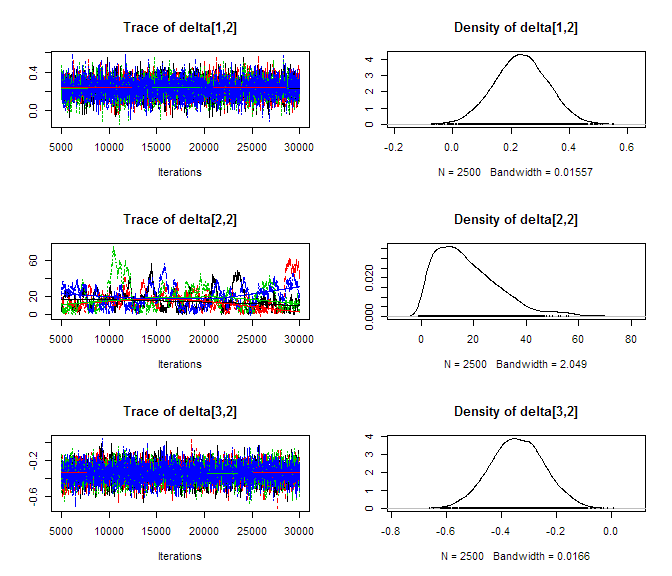 Trace of delta[1,2]
Density of delta[1,2]
0.0 0.4
0 1 2 3 4
5000 10000 15000 20000 25000 30000
-0.2 0.0 0.2 0.4 0.6
Iterations
N = 2500 Bandwidth = 0.01557
Trace of delta[2,2]
Density of delta[2,2]
0 20 60
0.000 0.020
5000 10000 15000 20000 25000 30000
0 20 40 60 80
Iterations
N = 2500 Bandwidth = 2.049
Trace of delta[3,2]
Density of delta[3,2]
-0.6 -0.2
0 1 2 3 4
5000 10000 15000 20000 25000 30000
-0.8 -0.6 -0.4 -0.2 0.0
Iterations
N = 2500 Bandwidth = 0.0166